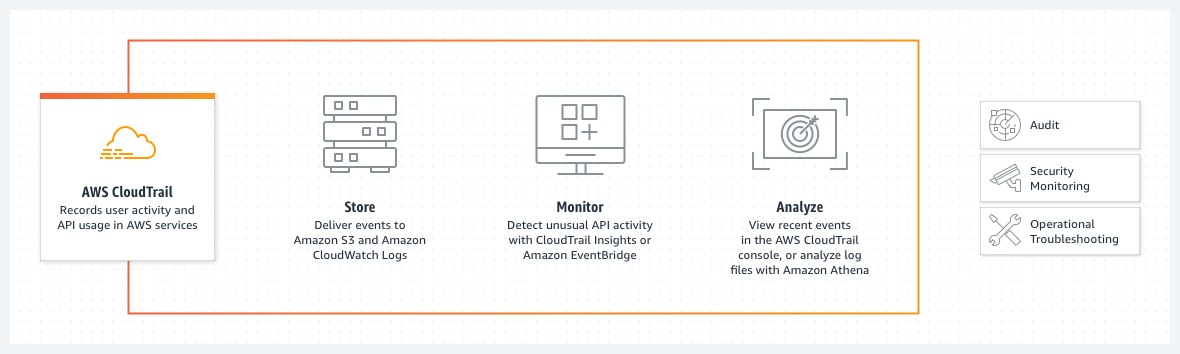 AWS CloudTrail
Records user activity and
API usage in AWS services
Store
Deliver events to
Amazon S3 and Amazon
CloudWatch Logs
Monitor
Detect unusual API activity
with CloudTrail Insights or
Amazon EventBridge
Analyze
View recent events
in the AWS CloudTrail
console, or analyze log
files with Amazon Athena
Audit
Security
Monitoring
Operational
Troubleshooting